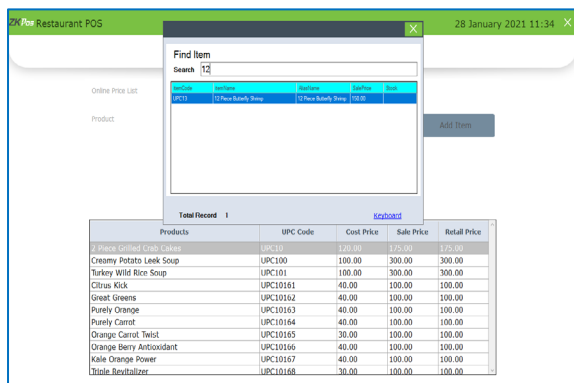 ZKPos Restaurant POS
28 January 2021 11:34 X
X
Find Item
Search 12
ItemCode ItemName AliasName SalePrice Stock
UPC13 12 Piece Butterfly Shrimp 12 Piece Butterfly Shrimp 150.00
Total Record 1
Keyboard
Online Price List
Product
Add Item
Products UPC Code Cost Price Sale Price Retail Price
2 Piece Grilled Crab Cakes UPC10 120.00 175.00 175.00
Creamy Potato Leek Soup UPC100 100.00 300.00 300.00
Turkey Wild Rice Soup UPC101 100.00 300.00 300.00
Citrus Kick UPC10161 40.00 100.00 100.00
Great Greens UPC10162 40.00 100.00 100.00
Purely Orange UPC10163 40.00 100.00 100.00
Purely Carrot UPC10164 40.00 100.00 100.00
Orange Carrot Twist UPC10165 30.00 100.00 100.00
Orange Berry Antioxidant UPC10166 40.00 100.00 100.00
Kale Orange Power UPC10167 40.00 100.00 100.00
Triple Revitalizer UPC10168 30.00 100.00 100.00